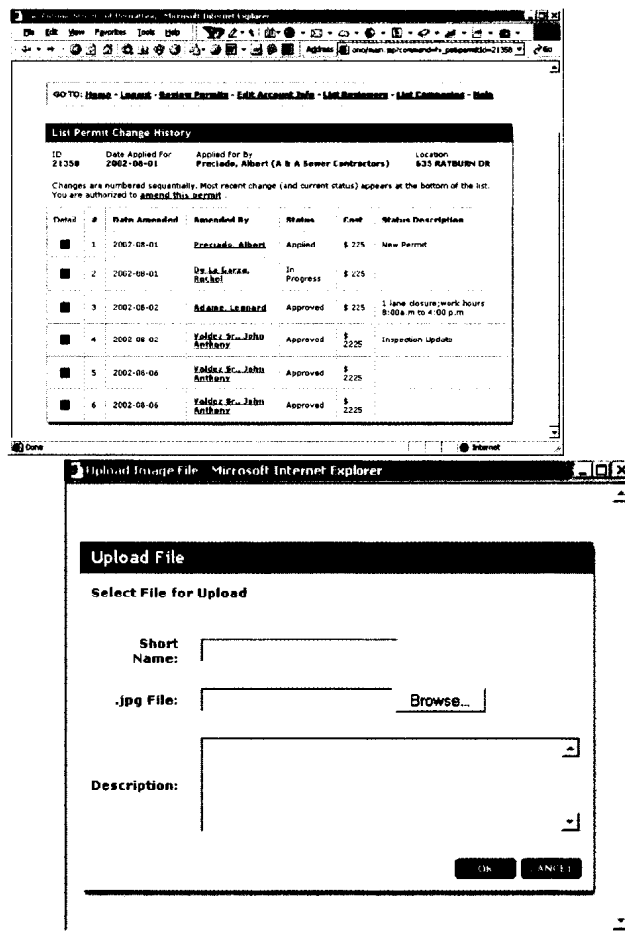 Microsoft Internet Explorer
File Edit View Favorites Tools Help
Address
Go
GO TO: Home - Logout - Review Permits - Edit Account Info - List Reviewers - List Companies - Help
List Permit Change History
ID Date Applied For Applied for By Location
21358 2002-08-01 Preciado, Albert (A & A Sewer Contractors) 635 RAYBURN DR
Changes are numbered sequentially. Most recent change (and current status) appears at the bottom of the list.
You are authorized to amend this permit .
Detail # Date Amended Amended By Status Cost Status Description
1 2002-08-01 Preciado, Albert Applied $ 225 New Permit
2 2002-08-01 De La Garza, Rachel In Progress $ 225
3 2002-08-02 Adame, Leonard Approved $ 225 1 lane closure;work hours 8:00a.m to 4:00 p.m
4 2002-08-02 Valdez Sr., John Anthony Approved $ 2225 Inspection Update
5 2002-08-06 Valdez Sr., John Anthony Approved $ 2225
6 2002-08-06 Valdez Sr., John Anthony Approved $ 2225
Done Internet
Upload Image File - Microsoft Internet Explorer
Upload File
Select File for Upload
Short Name:
.jpg File: Browse...
Description:
OK CANCEL